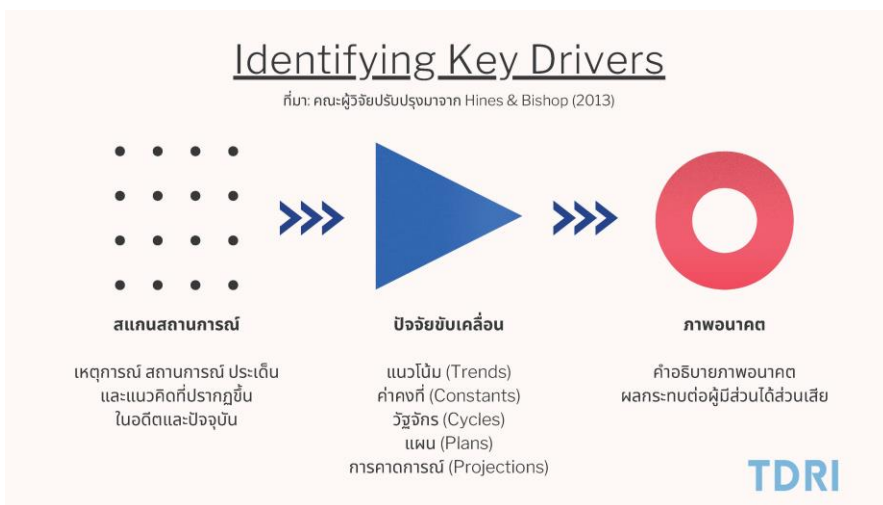 Identifying Key Drivers
ที่มา: คณะผู้วิจัยปรับปรุงมาจาก Hines & Bishop (2013)
สแกนสถานการณ์
เหตุการณ์ สถานการณ์ ประเด็น
และแนวคิดที่ปรากฏขึ้น
ในอดีตและปัจจุบัน
ปัจจัยขับเคลื่อน
แนวโน้ม (Trends)
ค่าคงที่ (Constants)
วัฐจักร (Cycles)
แผน (Plans)
การคาดการณ์ (Projections)
ภาพอนาคต
คำอธิบายภาพอนาคต
ผลกระทบต่อผู้มีส่วนได้ส่วนเสีย
TDRI